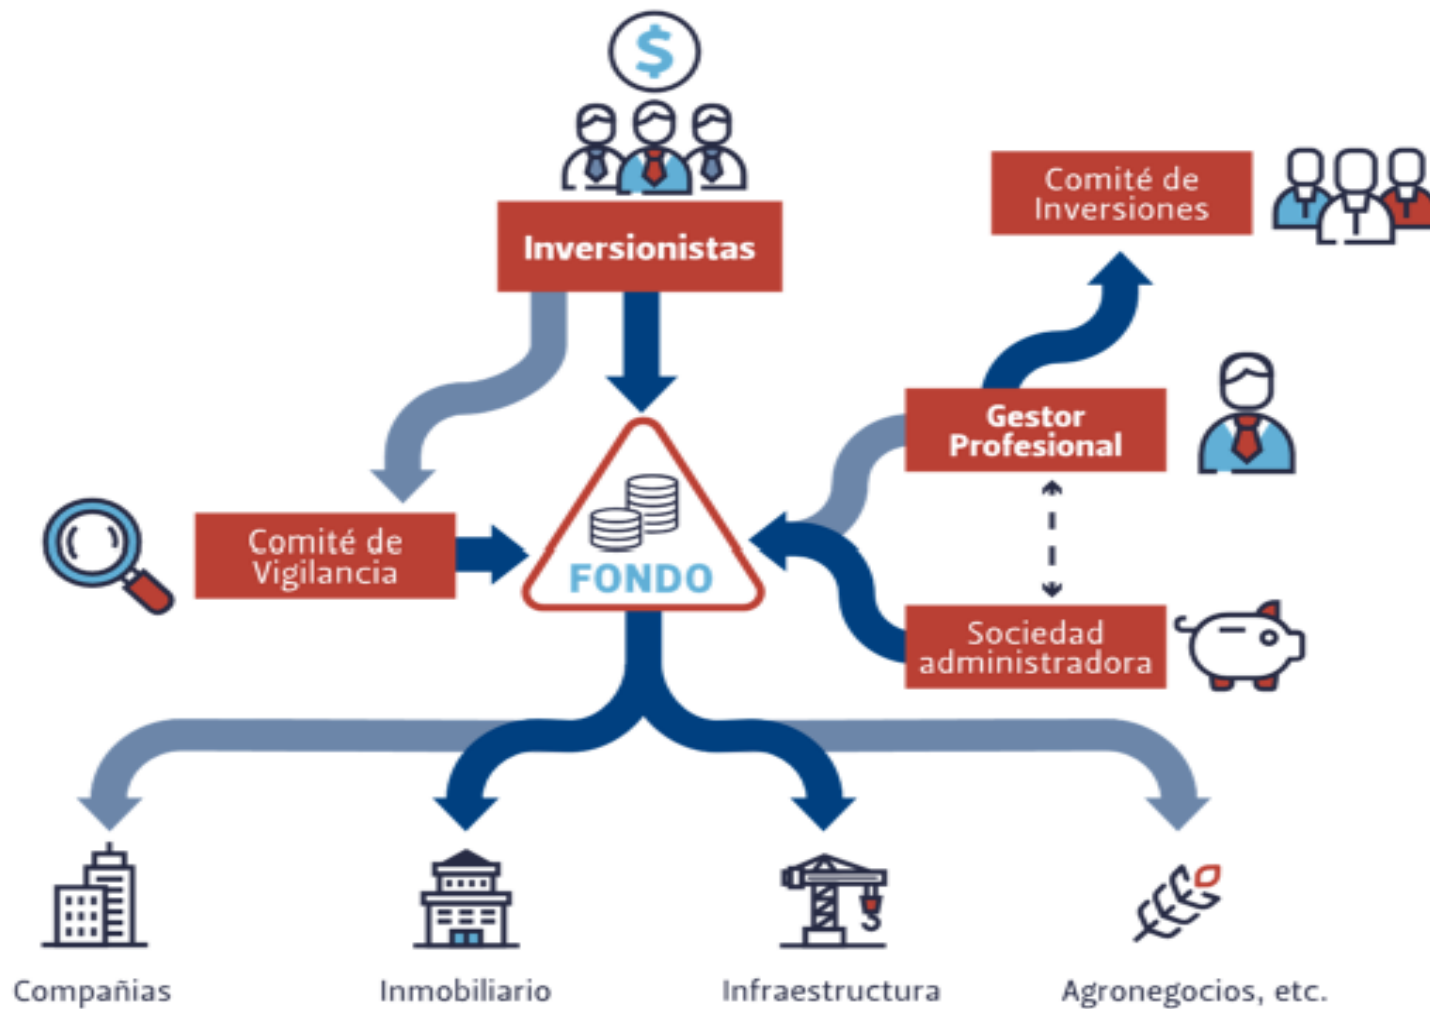 $
Inversionistas
Comité de
Inversiones
Gestor
Profesional
Comité de
Vigilancia
FONDO
Sociedad
administradora
Compañias
Inmobiliario
Infraestructura
Agronegocios, etc.